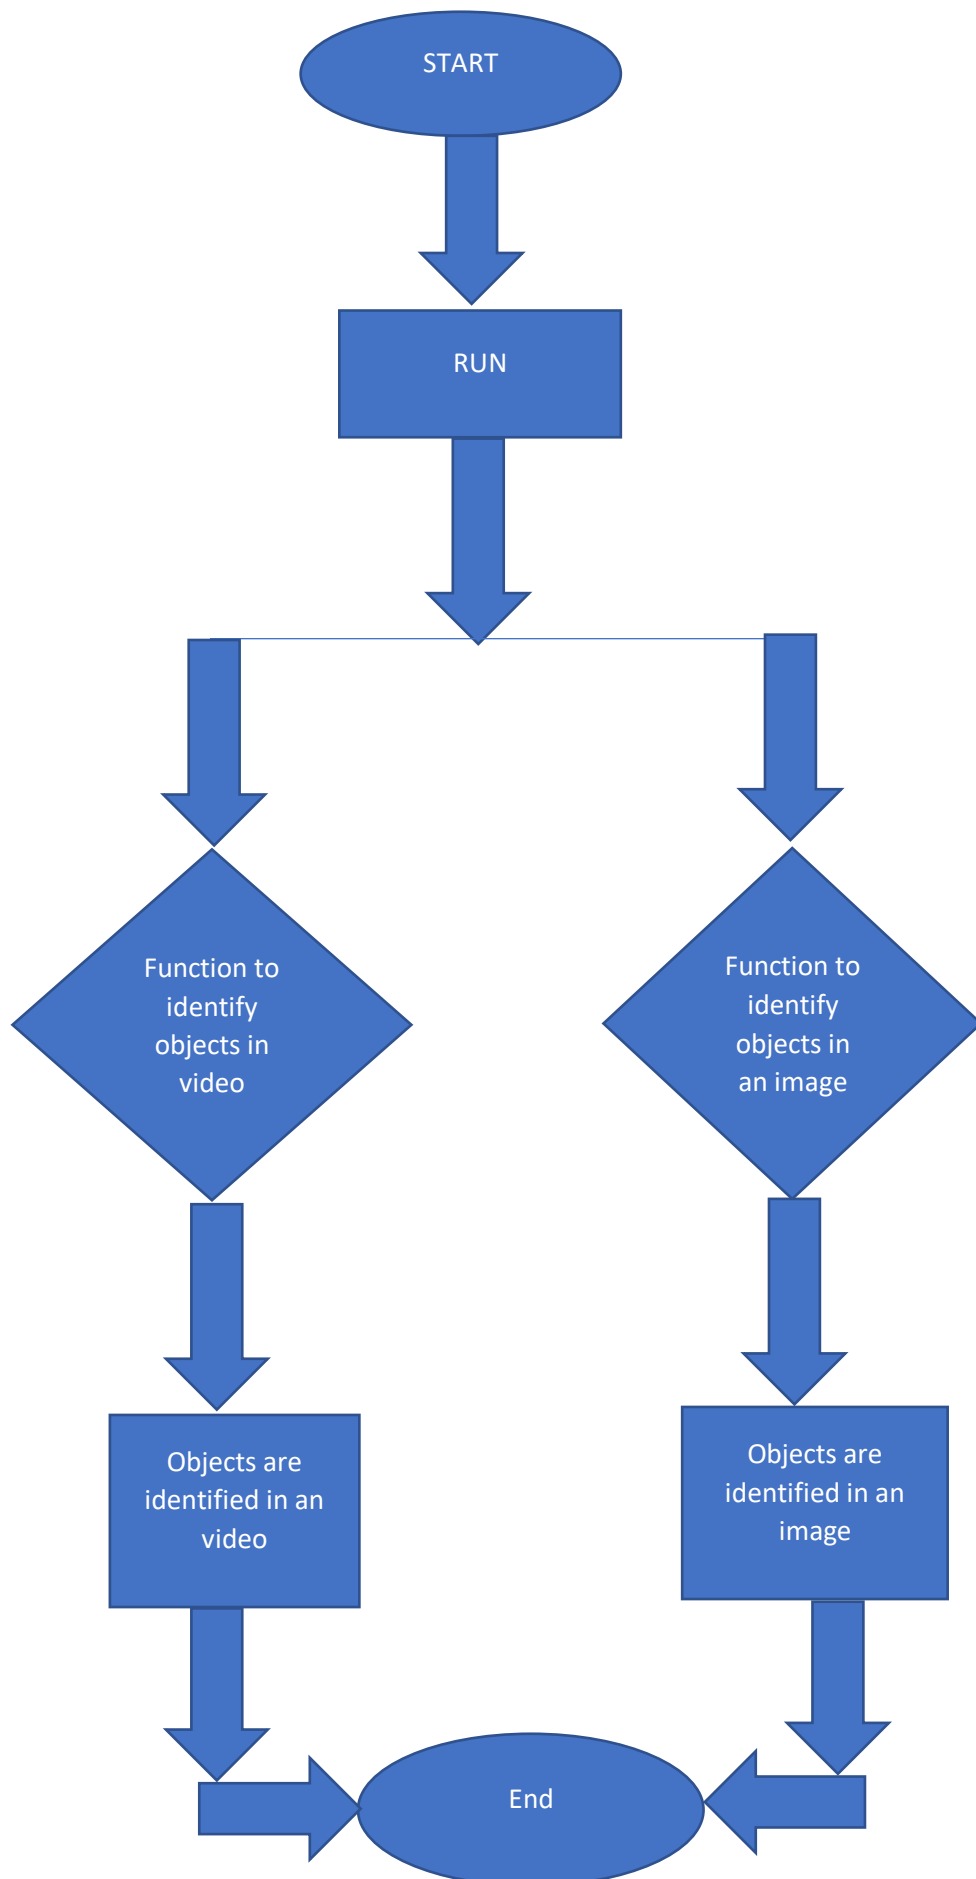 START
RUN
Function to
identify
objects in
video
Function to
identify
objects in
an image
Objects are
identified in an
video
Objects are
identified in an
image
End